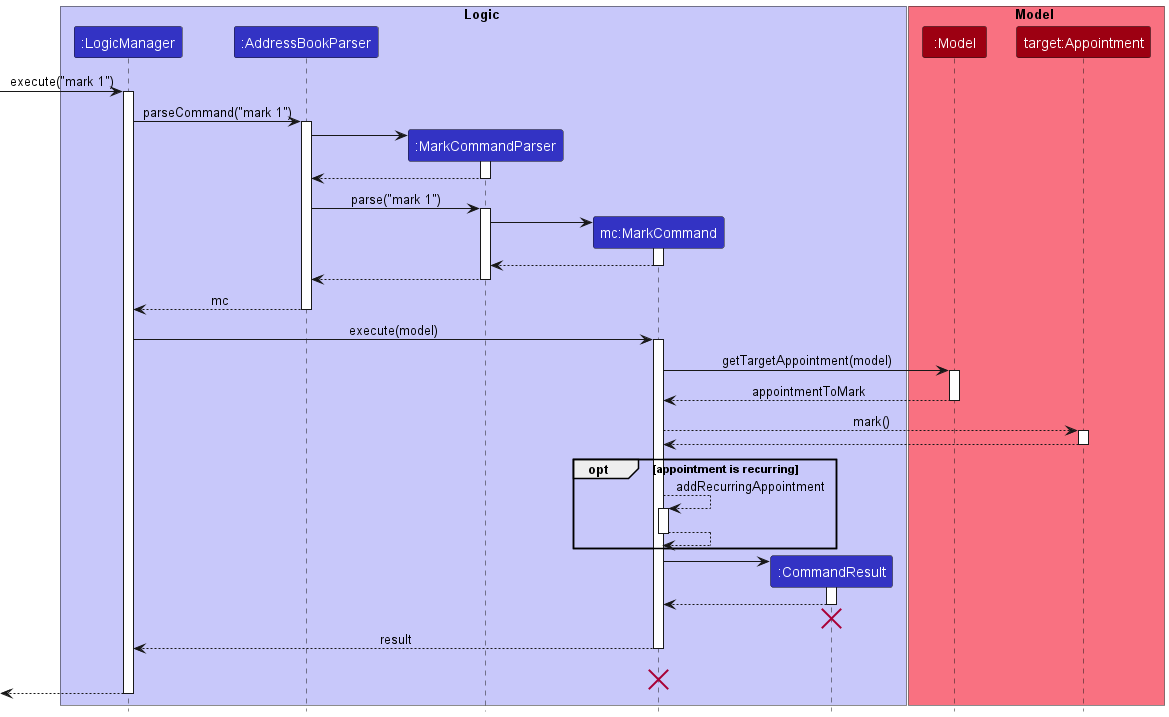 Logic
Model
:LogicManager
:AddressBookParser
:Model
target:Appointment
execute("mark 1")
parseCommand("mark 1")
:MarkCommandParser
parse("mark 1")
mc:MarkCommand
mc
execute(model)
getTargetAppointment(model)
appointmentToMark
mark()
opt
[appointment is recurring]
addRecurringAppointment
:CommandResult
result